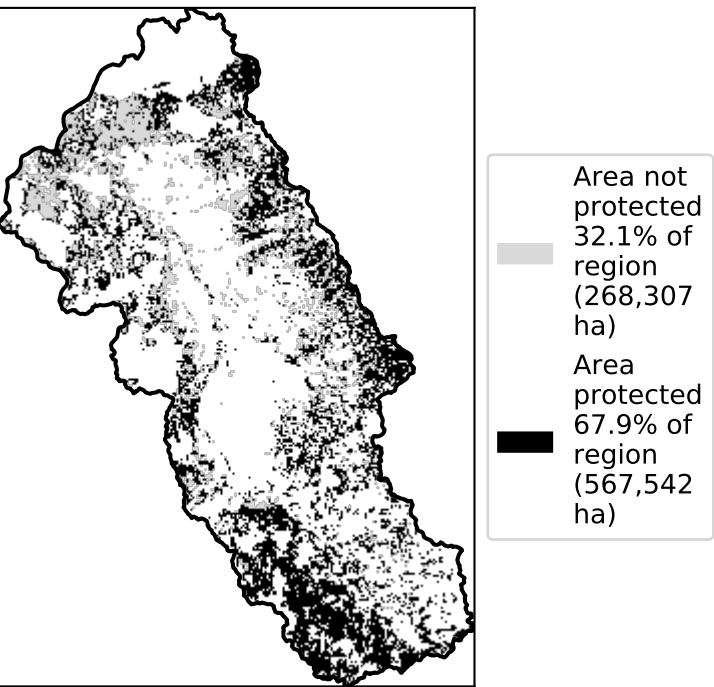 Area not
protected
32.1% of
region
(268,307
ha)
Area
protected
67.9% of
region
(567,542
ha)